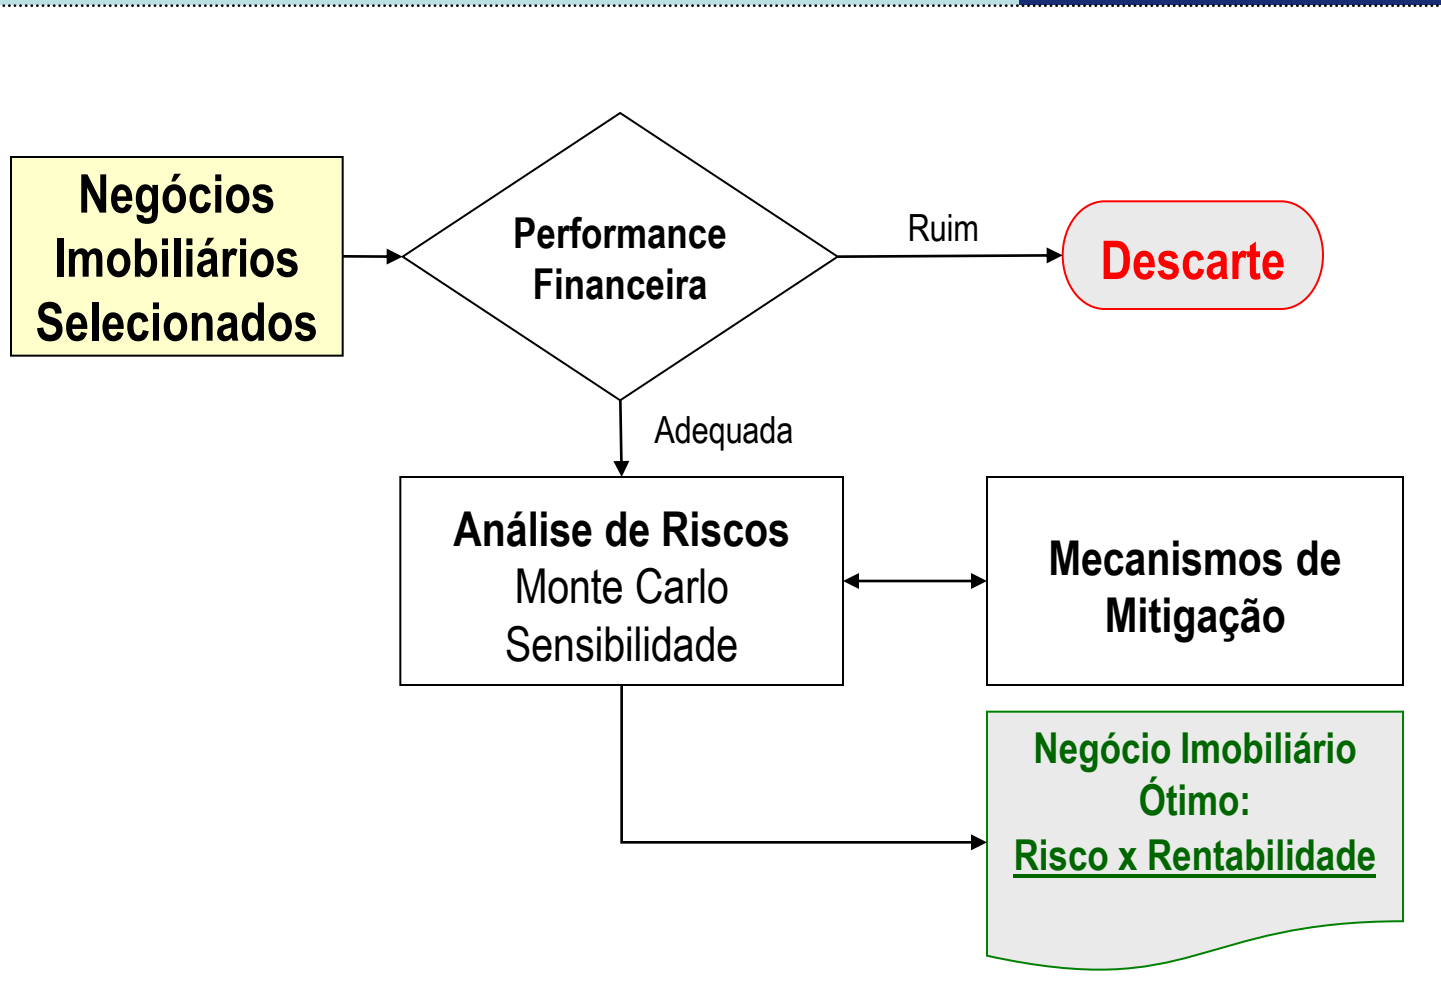 Negócios
Imobiliários
Selecionados
Performance
Financeira
Ruim
Descarte
Adequada
Análise de Riscos
Monte Carlo
Sensibilidade
Mecanismos de
Mitigação
Negócio Imobiliário
Ótimo:
Risco x Rentabilidade